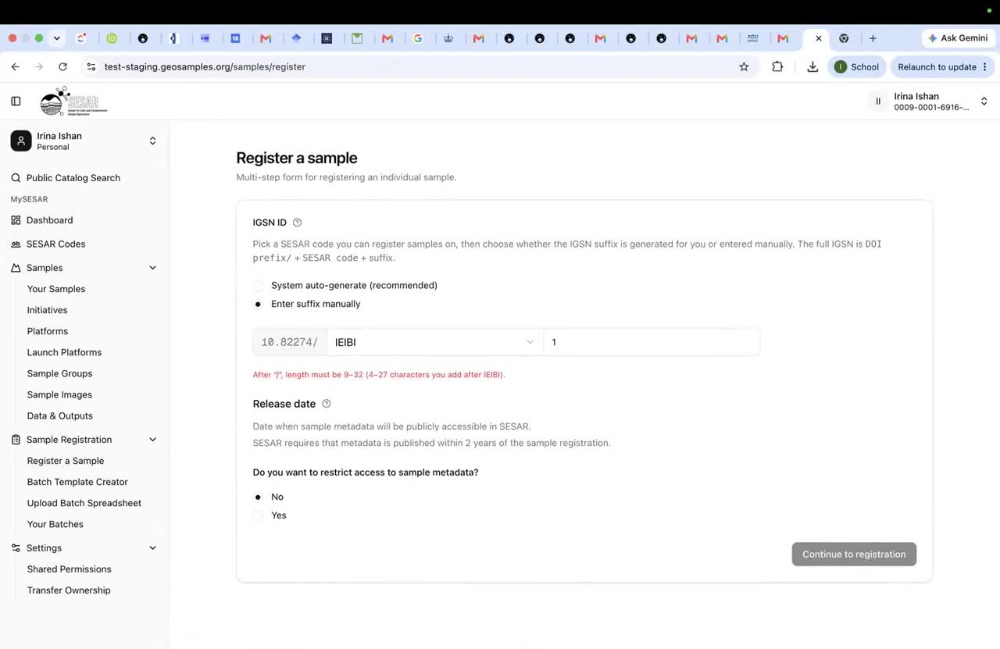 Ask Gemini
test-staging.geosamples.org/samples/register
I
School
Relaunch to update
SESAR
II
Irina Ishan
0009-0001-6916-...
Irina Ishan
Personal
Public Catalog Search
MySESAR
Dashboard
SESAR Codes
Samples
Your Samples
Initiatives
Platforms
Launch Platforms
Sample Groups
Sample Images
Data & Outputs
Sample Registration
Register a Sample
Batch Template Creator
Upload Batch Spreadsheet
Your Batches
Settings
Shared Permissions
Transfer Ownership
Register a sample
Multi-step form for registering an individual sample.
IGSN ID
Pick a SESAR code you can register samples on, then choose whether the IGSN suffix is generated for you or entered manually. The full IGSN is DOI
prefix/ + SESAR code + suffix.
System auto-generate (recommended)
Enter suffix manually
10.82274/ IEIBI 1
After “/”, length must be 9–32 (4–27 characters you add after IEIBI).
Release date
Date when sample metadata will be publicly accessible in SESAR.
SESAR requires that metadata is published within 2 years of the sample registration.
Do you want to restrict access to sample metadata?
No
Yes
Continue to registration